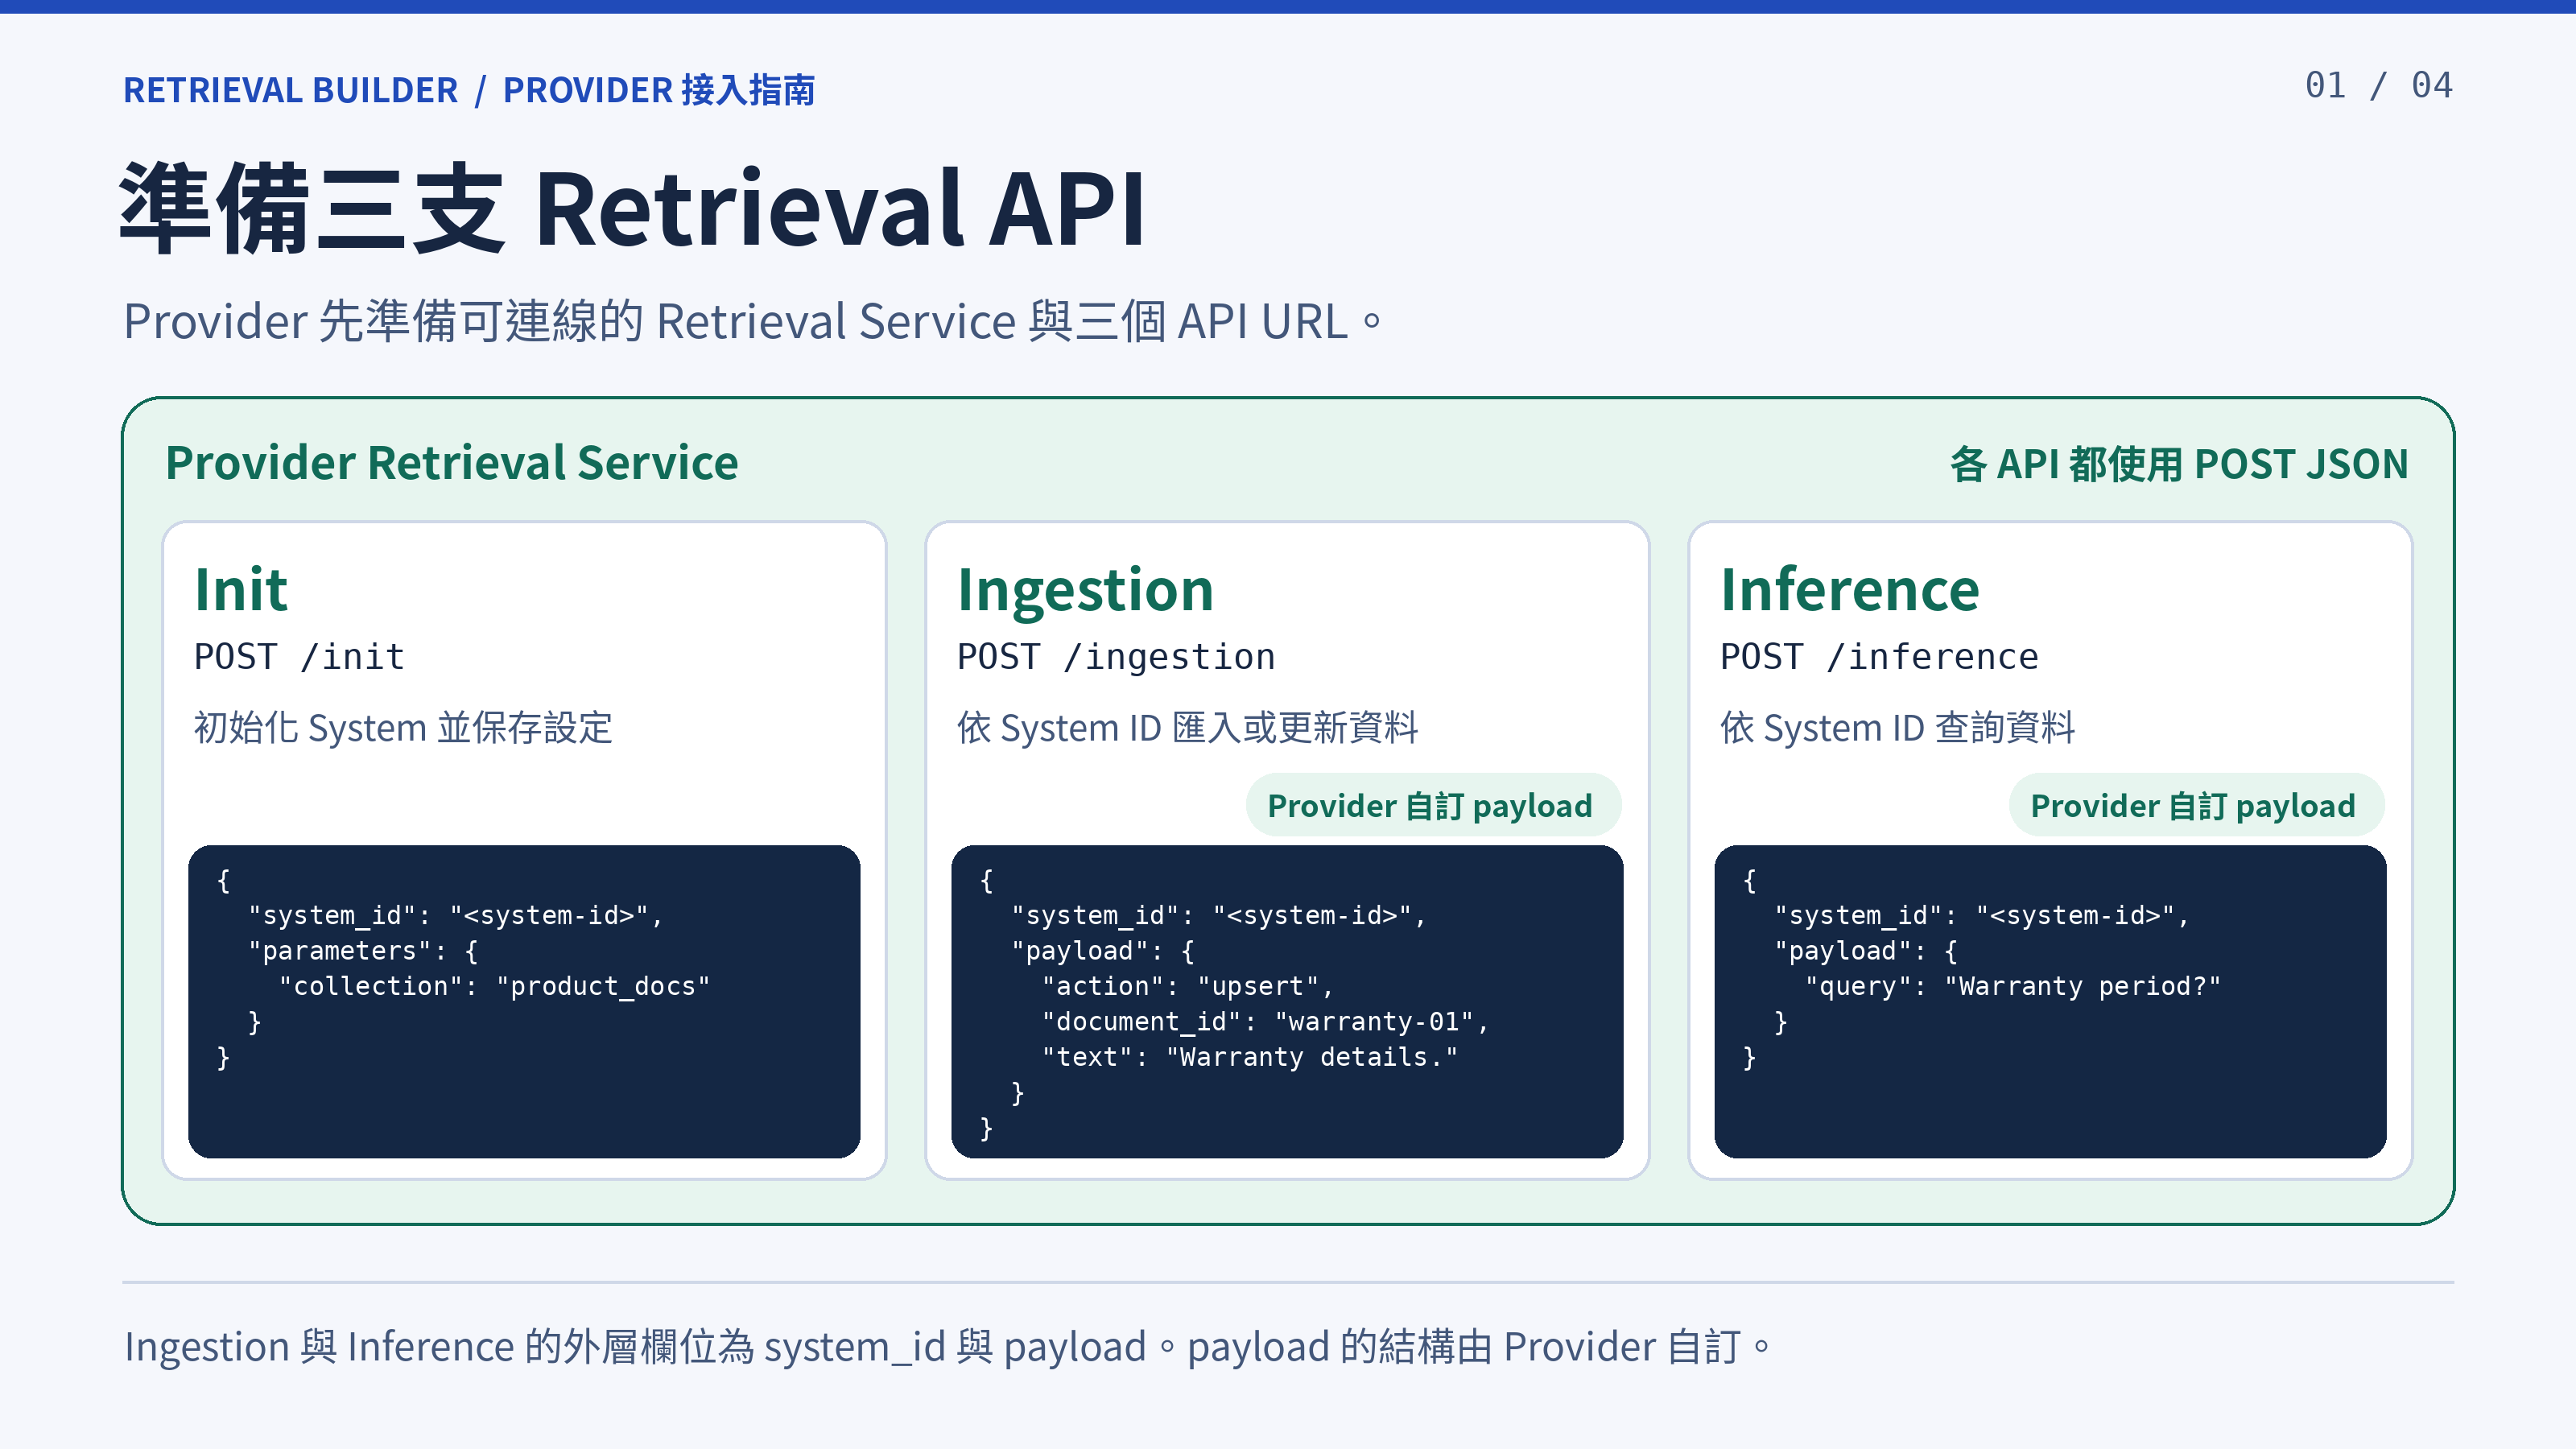 RETRIEVAL BUILDER / PROVIDER 接入指南
01 / 04
準備三支 Retrieval API
Provider 先準備可連線的 Retrieval Service 與三個 API URL。
Provider Retrieval Service
各 API 都使用 POST JSON
Init
POST /init
初始化 System 並保存設定
{
  "system_id": "<system-id>",
  "parameters": {
    "collection": "product_docs"
  }
}
Ingestion
POST /ingestion
依 System ID 匯入或更新資料
Provider 自訂 payload
{
  "system_id": "<system-id>",
  "payload": {
    "action": "upsert",
    "document_id": "warranty-01",
    "text": "Warranty details."
  }
}
Inference
POST /inference
依 System ID 查詢資料
Provider 自訂 payload
{
  "system_id": "<system-id>",
  "payload": {
    "query": "Warranty period?"
  }
}
Ingestion 與 Inference 的外層欄位為 system_id 與 payload。payload 的結構由 Provider 自訂。